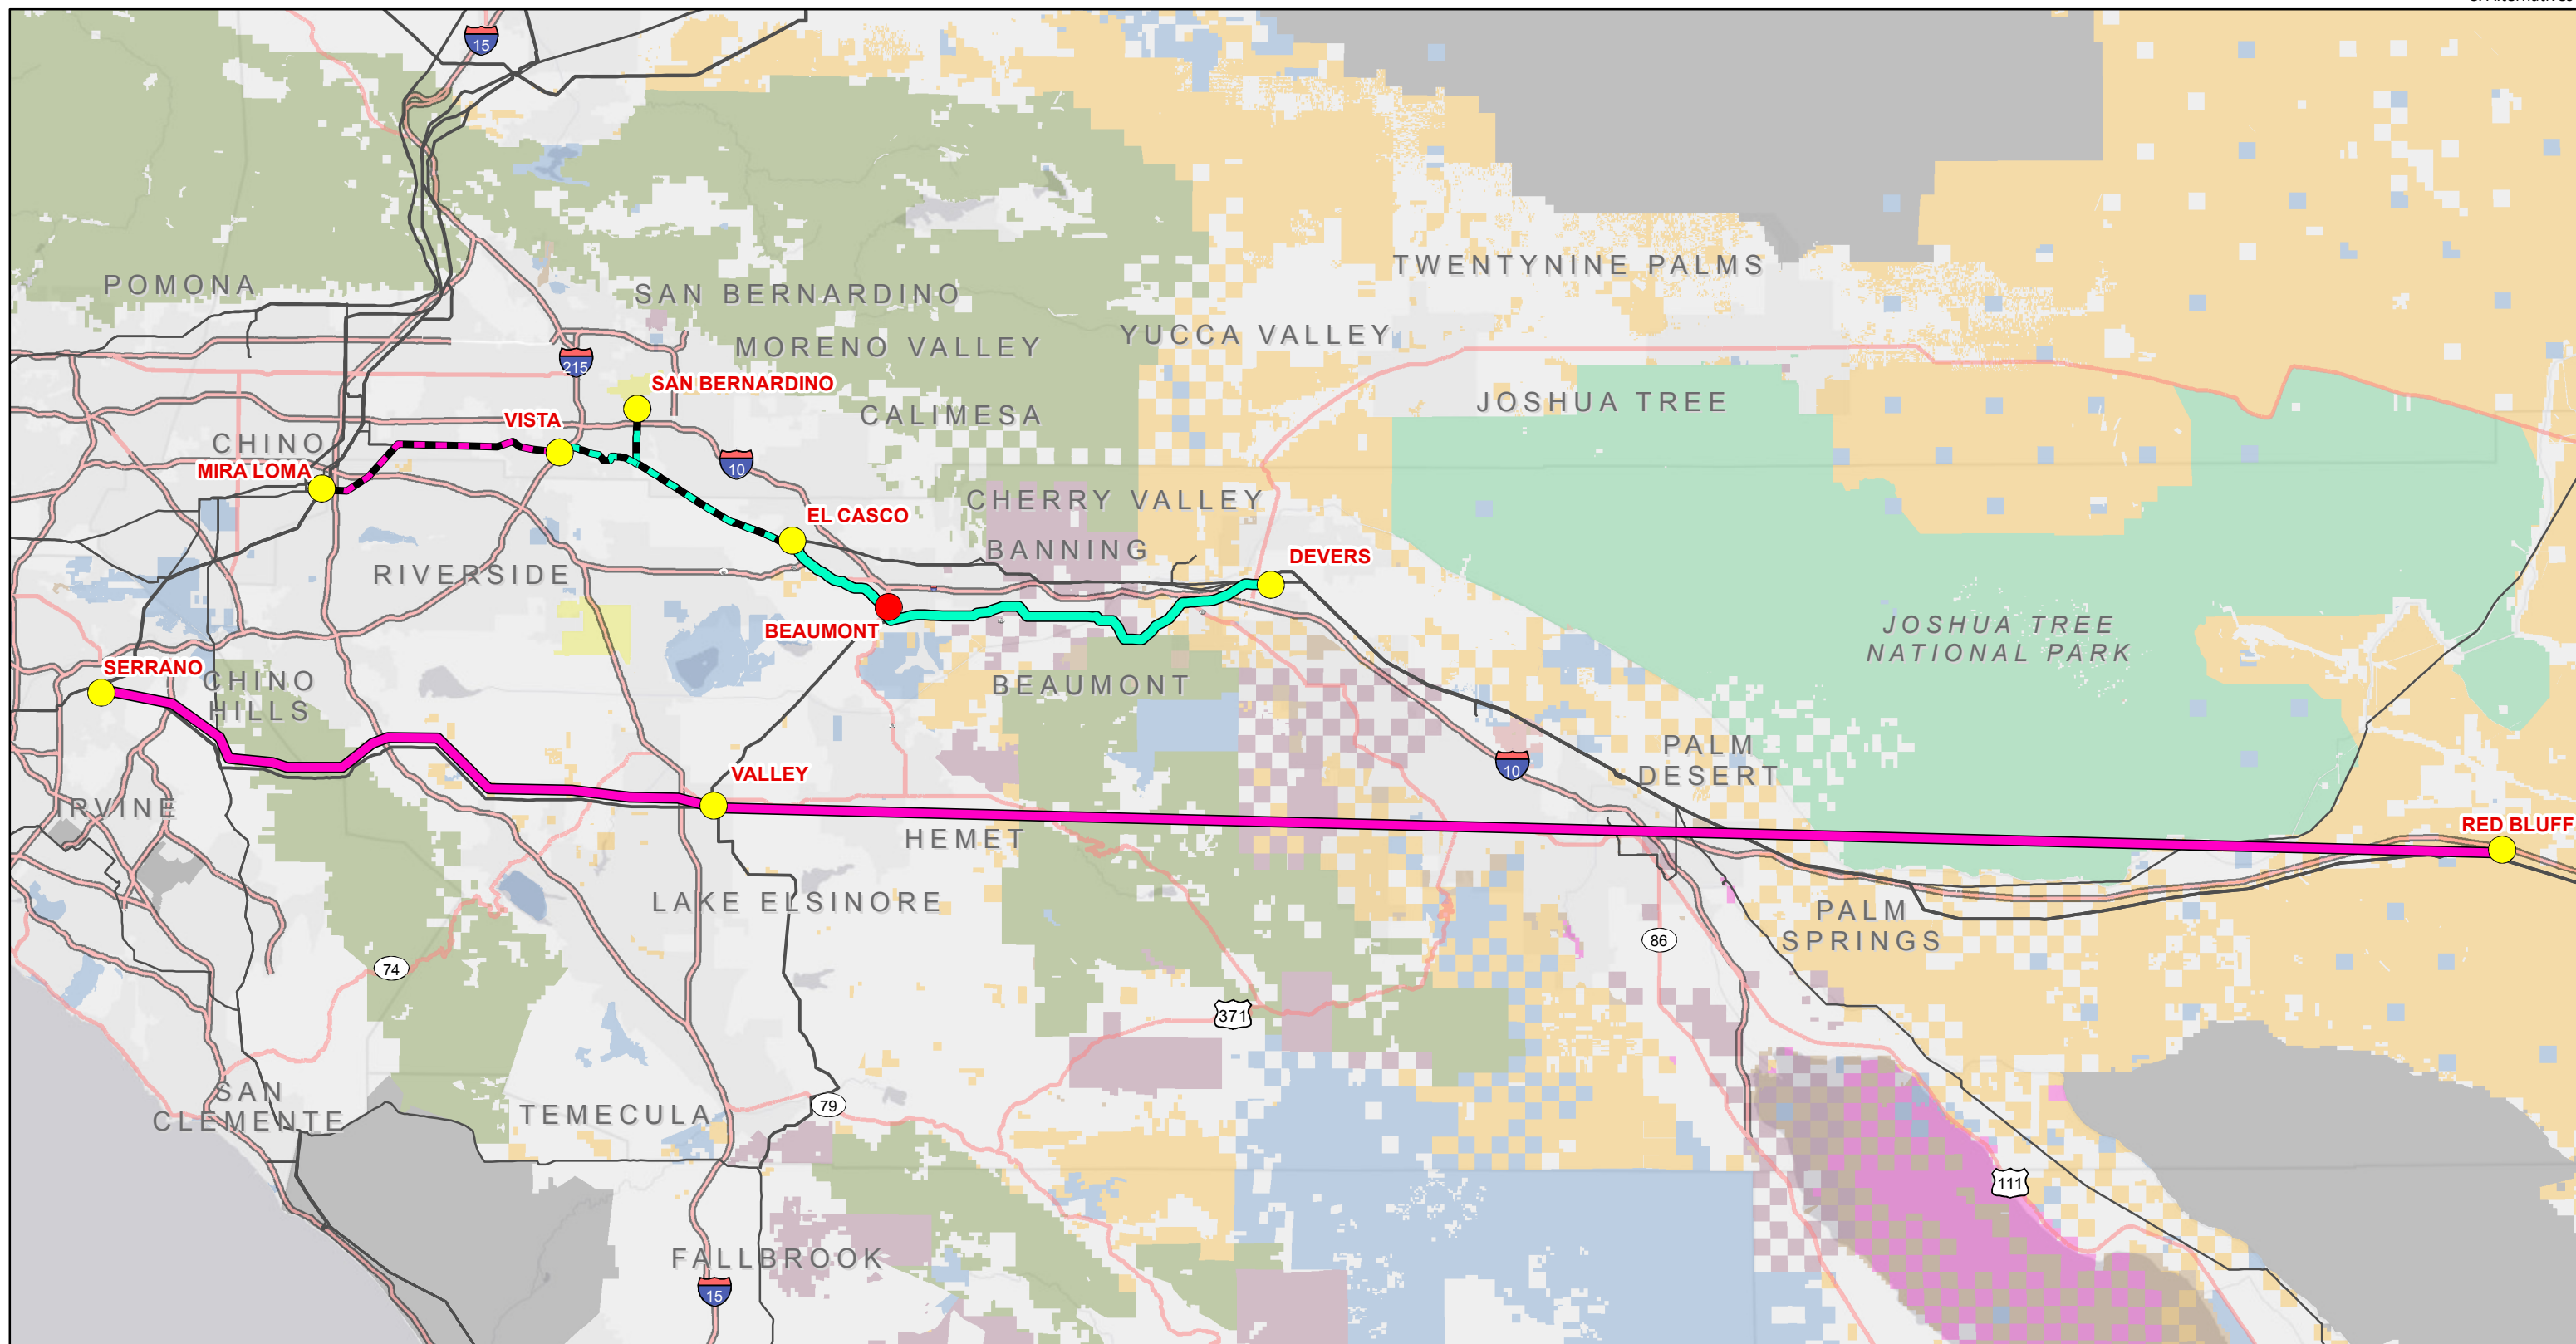 15
POMONA
SAN BERNARDINO
TWENTYNINE PALMS
MORENO VALLEY
YUCCA VALLEY
215
SAN BERNARDINO
JOSHUA TREE
VISTA
CALIMESA
CHINO
MIRA LOMA
10
CHERRY VALLEY
EL CASCO
BANNING
DEVERS
RIVERSIDE
BEAUMONT
JOSHUA TREE
NATIONAL PARK
SERRANO
CHINO
HILLS
BEAUMONT
PALM
DESERT
10
VALLEY
IRVINE
HEMET
RED BLUFF
LAKE ELSINORE
PALM
SPRINGS
86
74
371
SAN
CLEMENTE
TEMECULA
79
111
FALLBROOK
15